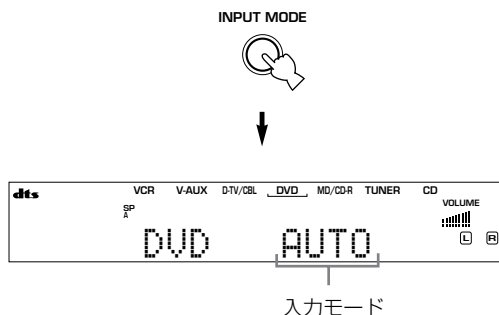 INPUT MODE
dts VCR V-AUX D-TV/CBL DVD MD/CD-R TUNER CD
VOLUME
SP
A
L R
DVD AUTO
入力モード